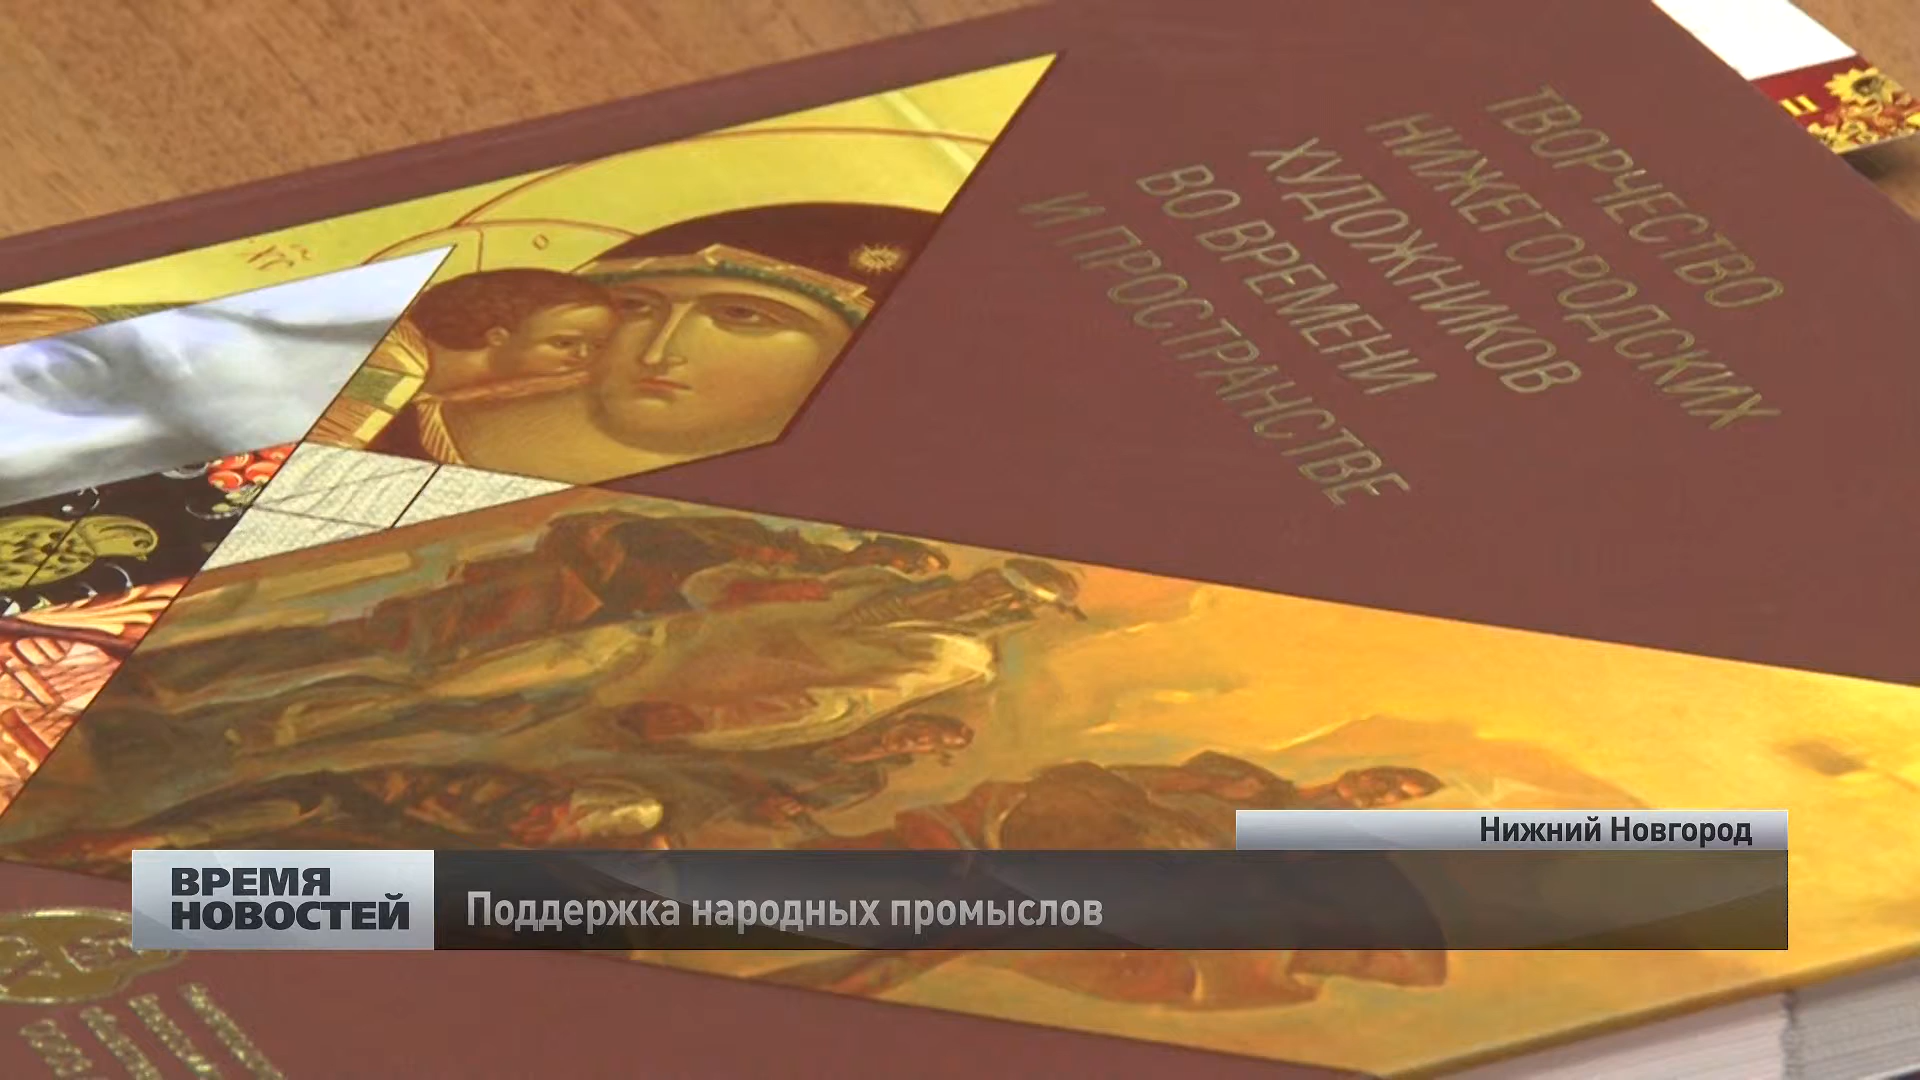 ТВОРЧЕСТВО
НИЖЕГОРОДСКИХ
ХУДОЖНИКОВ
ВО ВРЕМЕНИ
И ПРОСТРАНСТВЕ
Нижний Новгород
ВРЕМЯ
НОВОСТЕЙ
Поддержка народных промыслов